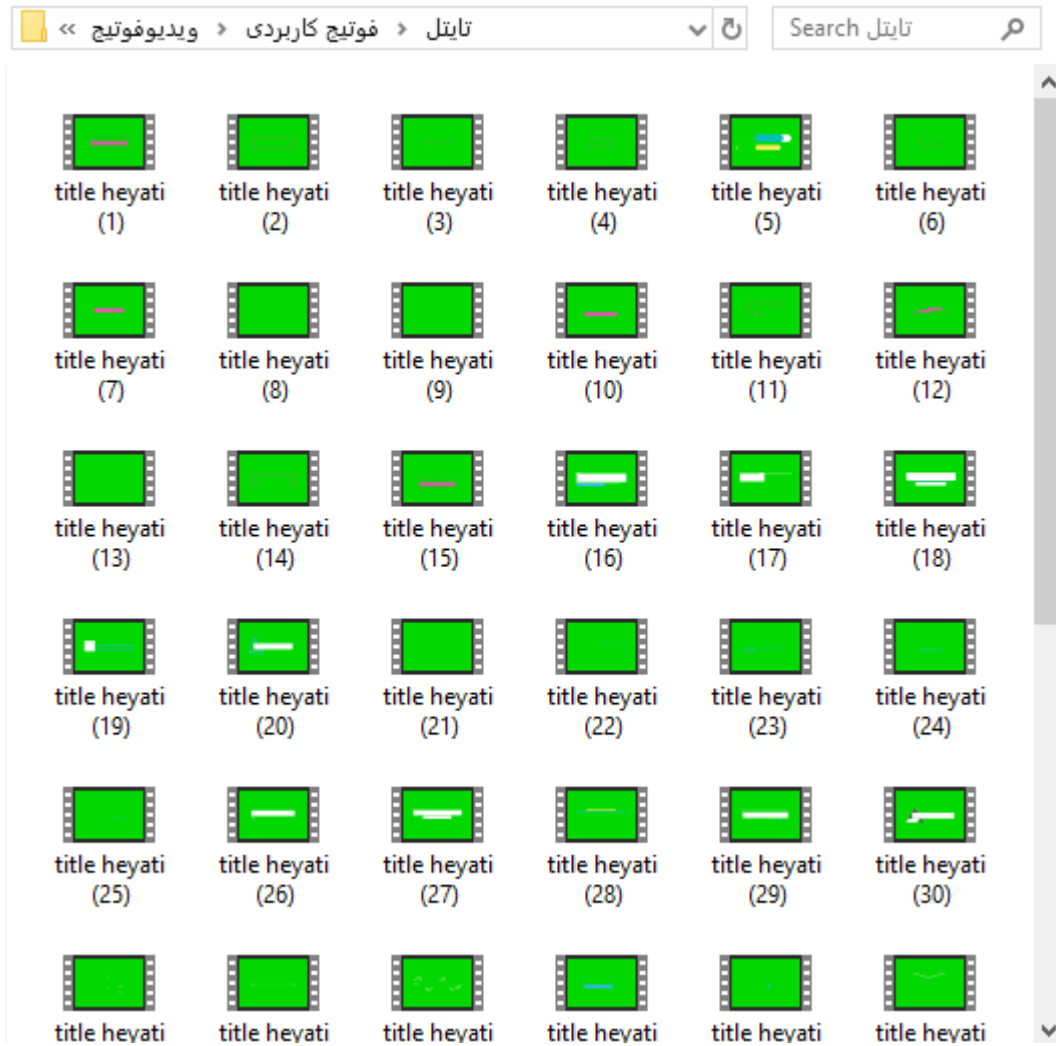 « ویدیوفوتیج › فوتیج کاربردی › تایتل
Search تایتل
title heyati (1)
title heyati (2)
title heyati (3)
title heyati (4)
title heyati (5)
title heyati (6)
title heyati (7)
title heyati (8)
title heyati (9)
title heyati (10)
title heyati (11)
title heyati (12)
title heyati (13)
title heyati (14)
title heyati (15)
title heyati (16)
title heyati (17)
title heyati (18)
title heyati (19)
title heyati (20)
title heyati (21)
title heyati (22)
title heyati (23)
title heyati (24)
title heyati (25)
title heyati (26)
title heyati (27)
title heyati (28)
title heyati (29)
title heyati (30)
title heyati
title heyati
title heyati
title heyati
title heyati
title heyati